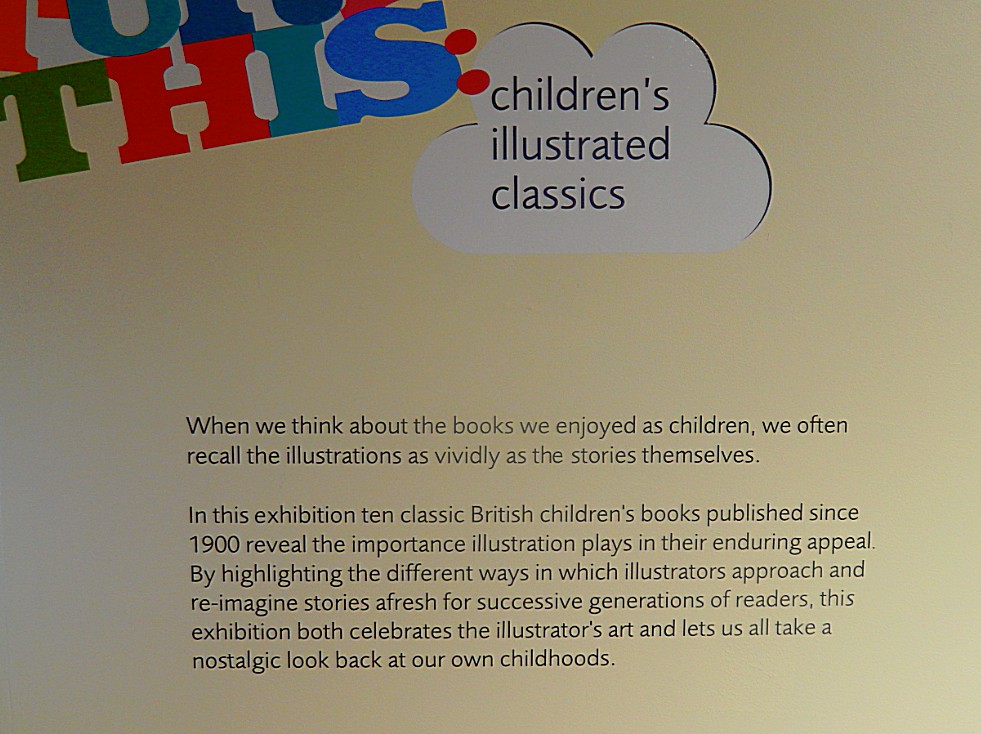 THIS:
children's
illustrated
classics
When we think about the books we enjoyed as children, we often
recall the illustrations as vividly as the stories themselves.
In this exhibition ten classic British children's books published since
1900 reveal the importance illustration plays in their enduring appeal.
By highlighting the different ways in which illustrators approach and
re-imagine stories afresh for successive generations of readers, this
exhibition both celebrates the illustrator's art and lets us all take a
nostalgic look back at our own childhoods.